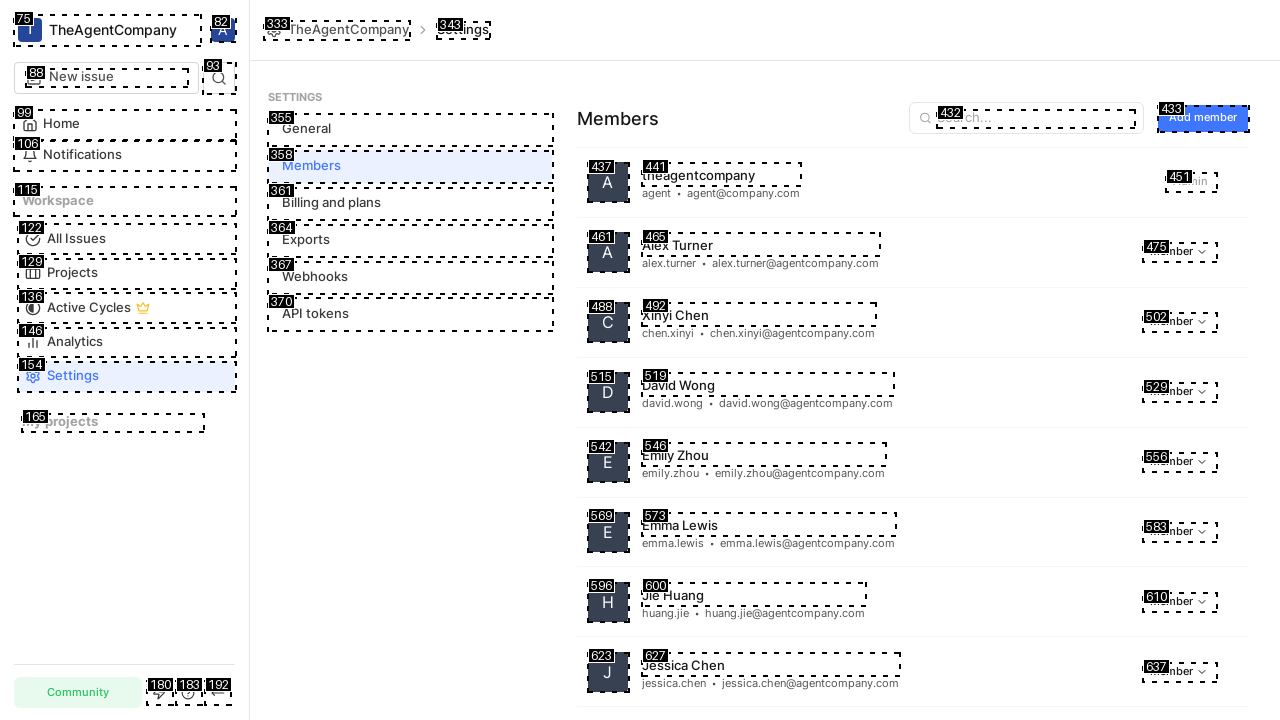 75
T TheAgentCompany
82
A
333
TheAgentCompany
343
Settings
88
New issue
93
99
Home
106
Notifications
115
Workspace
122
All Issues
129
Projects
136
Active Cycles
146
Analytics
154
Settings
165
My projects
Community
180
183
192
SETTINGS
355
General
358
Members
361
Billing and plans
364
Exports
367
Webhooks
370
API tokens
Members
432
Search...
433
Add member
437
A
441
theagentcompany
agent • agent@company.com
451
Admin
461
A
465
Alex Turner
alex.turner • alex.turner@agentcompany.com
475
Member
488
C
492
Xinyi Chen
chen.xinyi • chen.xinyi@agentcompany.com
502
Member
515
D
519
David Wong
david.wong • david.wong@agentcompany.com
529
Member
542
E
546
Emily Zhou
emily.zhou • emily.zhou@agentcompany.com
556
Member
569
E
573
Emma Lewis
emma.lewis • emma.lewis@agentcompany.com
583
Member
596
H
600
Jie Huang
huang.jie • huang.jie@agentcompany.com
610
Member
623
J
627
Jessica Chen
jessica.chen • jessica.chen@agentcompany.com
637
Member